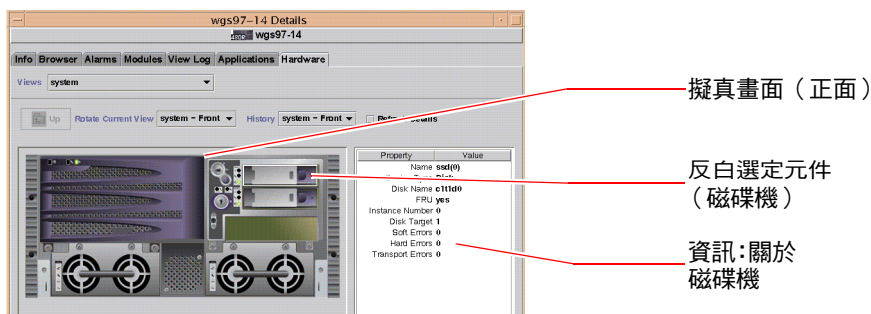 wgs97-14 Details
480R wgs97-14
Info Browser Alarms Modules View Log Applications Hardware
Views system
Up Rotate Current View system - Front History system - Front Details
擬真畫面(正面)
Property Value
Name ssd(0)
Disk Name c1t1d0
FRU yes
Instance Number 0
Disk Target 1
Soft Errors 0
Hard Errors 0
Transport Errors 0
反白選定元件
(磁碟機)
資訊:關於
磁碟機